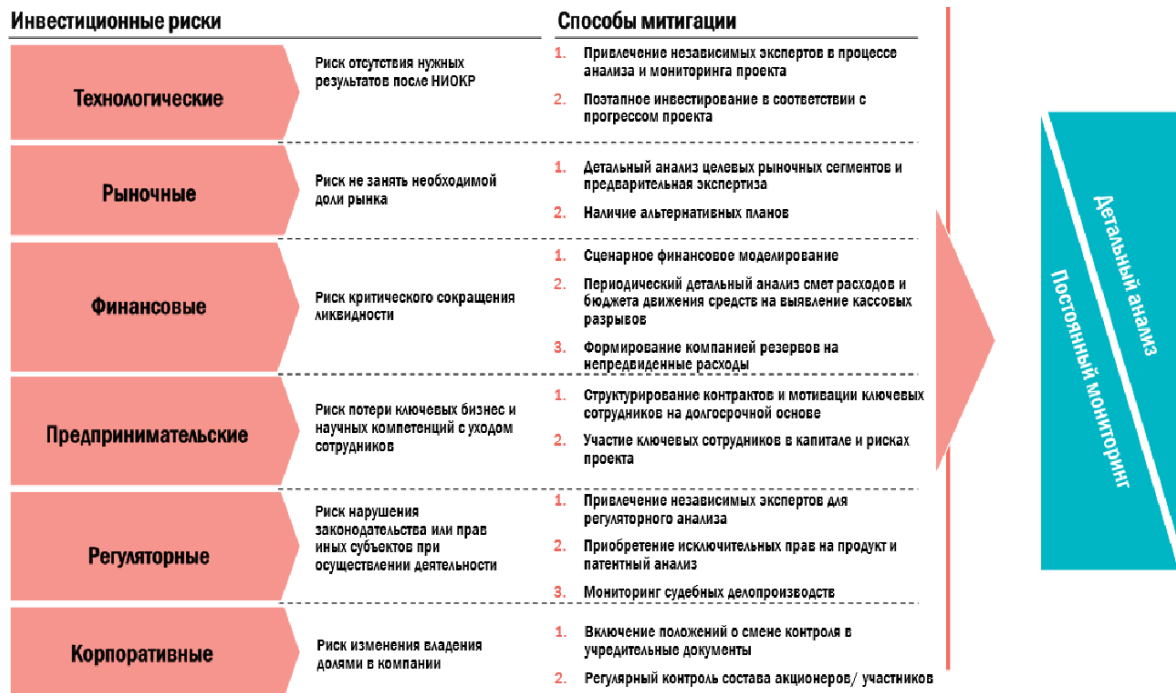 Инвестиционные риски
Способы митигации
Технологические
Риск отсутствия нужных
результатов после НИОКР
1. Привлечение независимых экспертов в процессе
анализа и мониторинга проекта
2. Поэтапное инвестирование в соответствии с
прогрессом проекта
Рыночные
Риск не занять необходимой
доли рынка
1. Детальный анализ целевых рыночных сегментов и
предварительная экспертиза
2. Наличие альтернативных планов
Финансовые
Риск критического сокращения
ликвидности
1. Сценарное финансовое моделирование
2. Периодический детальный анализ смет расходов и
бюджета движения средств на выявление кассовых
разрывов
3. Формирование компанией резервов на
непредвиденные расходы
Предпринимательские
Риск потери ключевых бизнес и
научных компетенций с уходом
сотрудников
1. Структурирование контрактов и мотивации ключевых
сотрудников на долгосрочной основе
2. Участие ключевых сотрудников в капитале и рисках
проекта
Регуляторные
Риск нарушения
законодательства или прав
иных субъектов при
осуществлении деятельности
1. Привлечение независимых экспертов для
регуляторного анализа
2. Приобретение исключительных прав на продукт и
патентный анализ
3. Мониторинг судебных делопроизводств
Корпоративные
Риск изменения владения
долями в компании
1. Включение положений о смене контроля в
учредительные документы
2. Регулярный контроль состава акционеров/ участников
Детальный анализ
Постоянный мониторинг